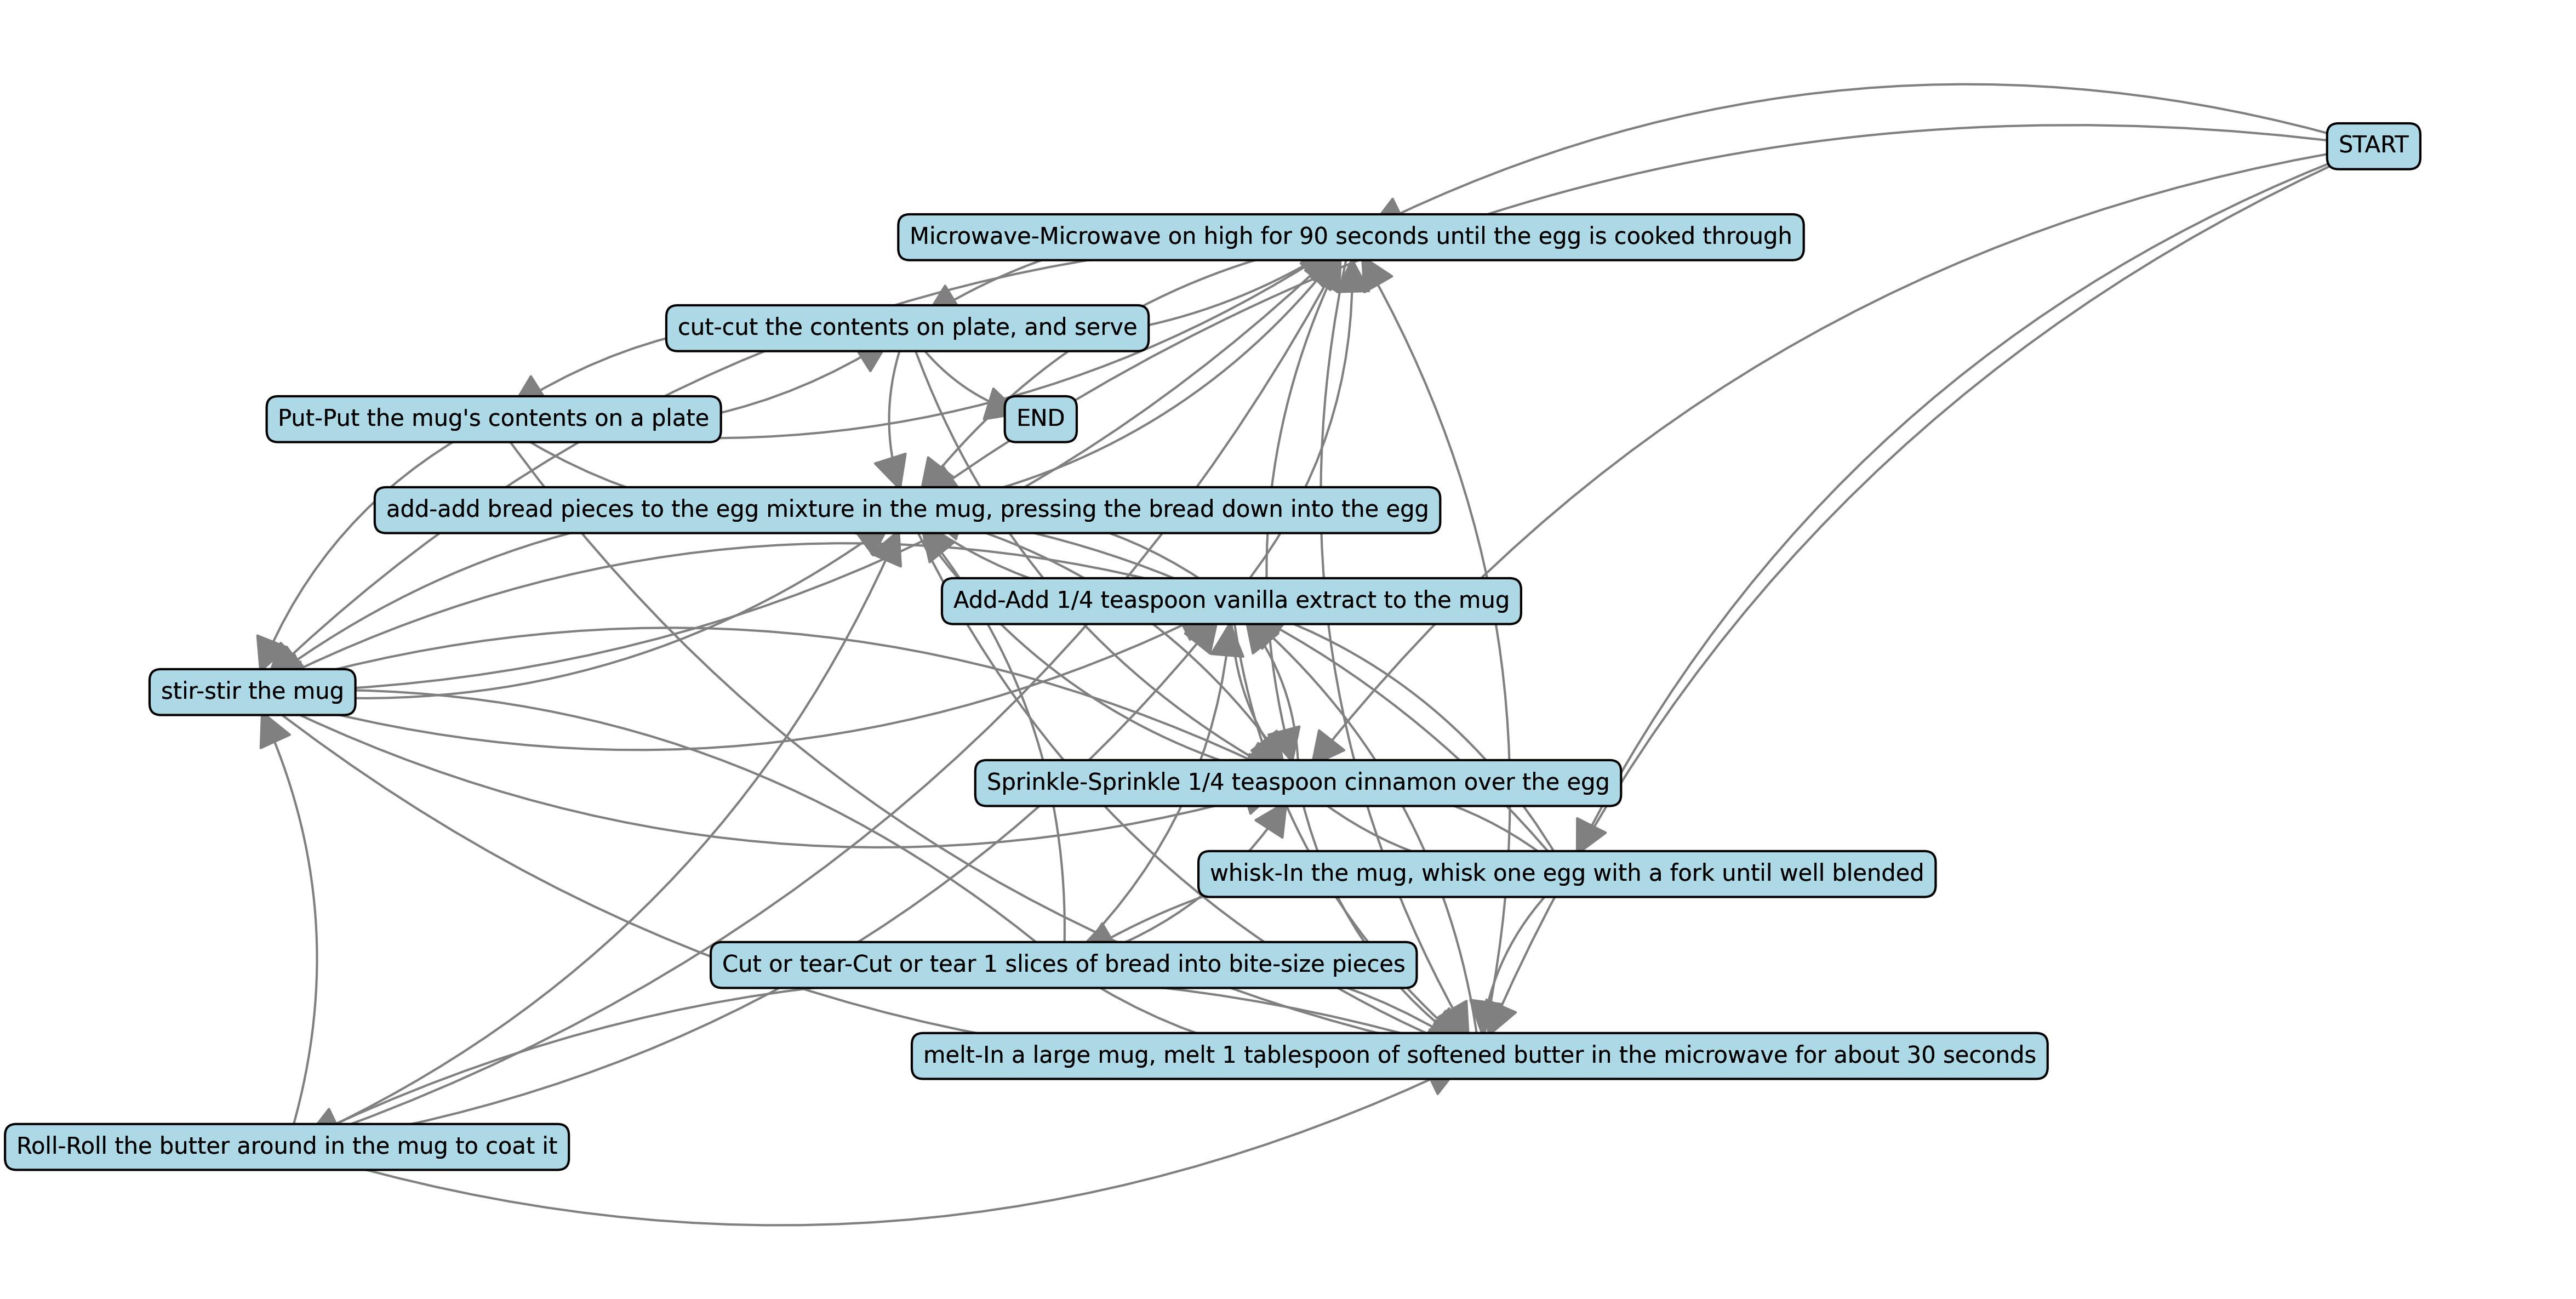 START
Microwave-Microwave on high for 90 seconds until the egg is cooked through
cut-cut the contents on plate, and serve
Put-Put the mug's contents on a plate
END
add-add bread pieces to the egg mixture in the mug, pressing the bread down into the egg
Add-Add 1/4 teaspoon vanilla extract to the mug
stir-stir the mug
Sprinkle-Sprinkle 1/4 teaspoon cinnamon over the egg
whisk-In the mug, whisk one egg with a fork until well blended
Cut or tear-Cut or tear 1 slices of bread into bite-size pieces
melt-In a large mug, melt 1 tablespoon of softened butter in the microwave for about 30 seconds
Roll-Roll the butter around in the mug to coat it